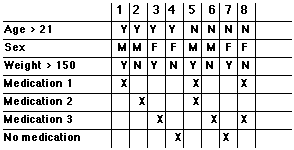 1 2 3 4 5 6 7 8
Age > 21 Y Y Y Y N N N N
Sex M M F F M M F F
Weight > 150 Y N Y N Y N Y N
Medication 1 X X X
Medication 2 X X
Medication 3 X X X
No medication X X